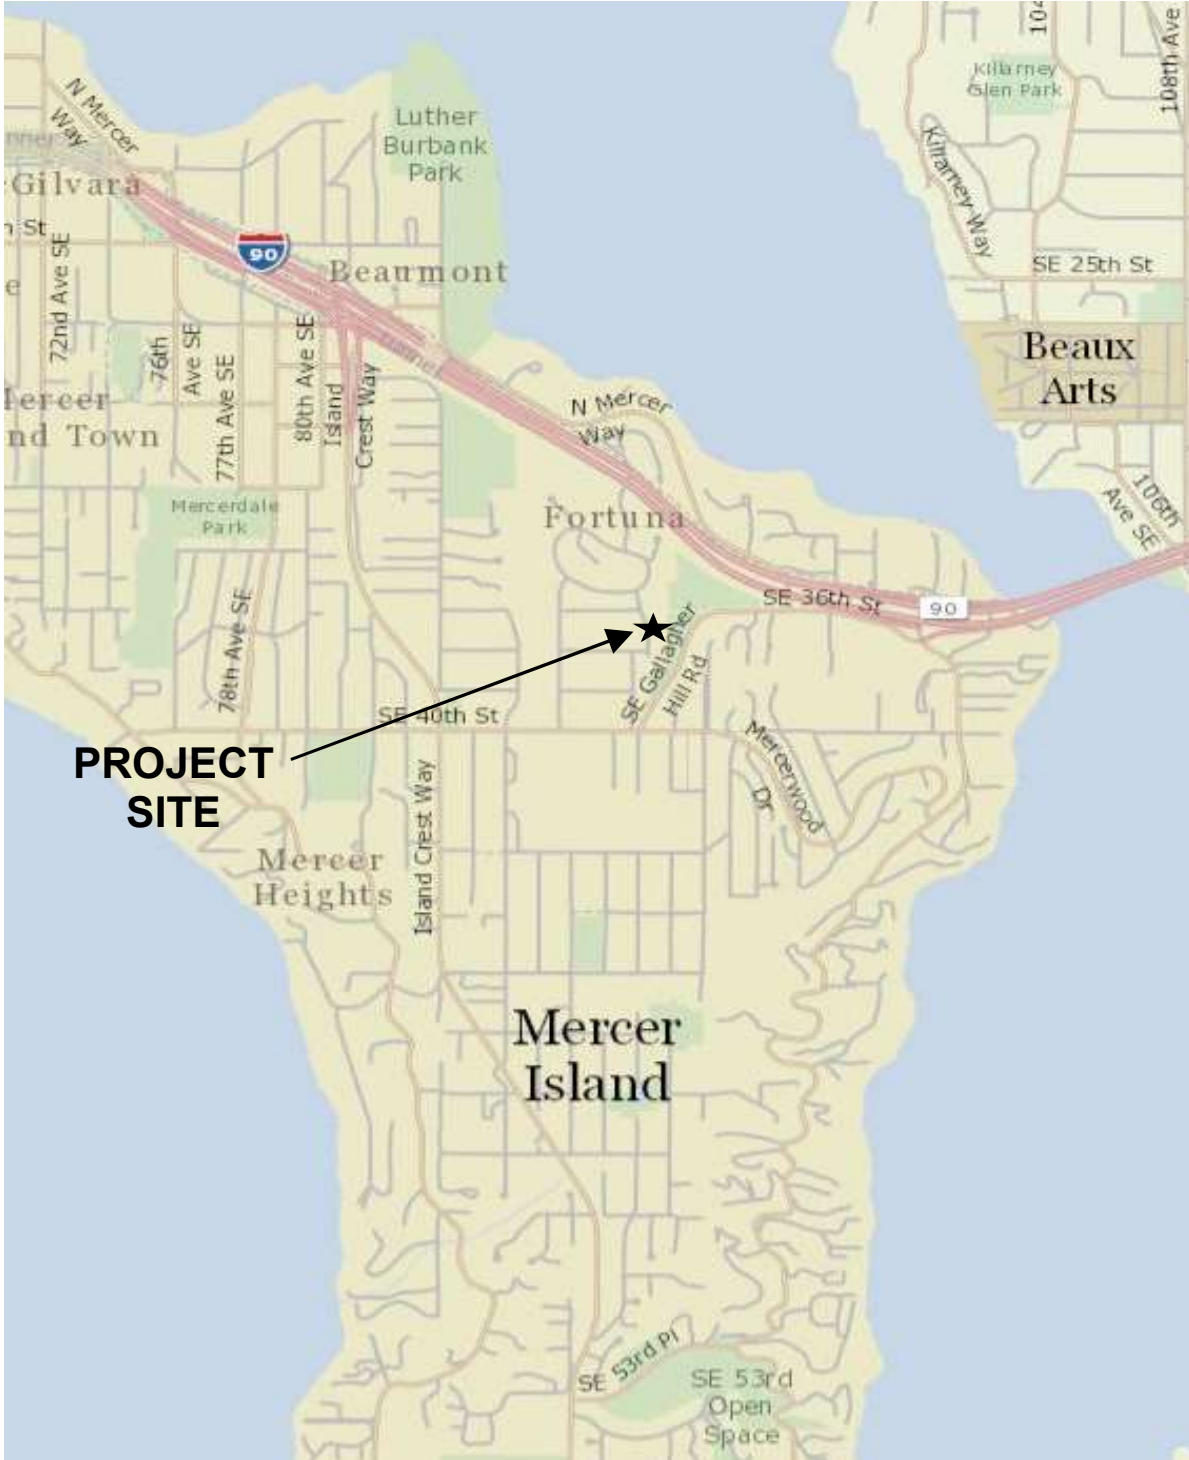 104
108th Ave
Killarney
Glen Park
N Mercer
Way
Luther
Burbank
Park
Killarney Way
Gilvara
St
90
Beaumont
SE 25th St
72nd Ave SE
76th
Ave SE
77th Ave SE
80th Ave SE
Island
Crest Way
Tunnel
Beaux
Arts
N Mercer
Way
Mercer
nd Town
106th
Ave SE
Mercerdale
Park
Fortuna
SE 36th St
90
78th Ave SE
SE Gallagher
Hill Rd
SE 40th St
PROJECT
SITE
Mercerwood
Dr
Island Crest Way
Mercer
Heights
Mercer
Island
SE 53rd Pl
SE 53rd
Open
Space